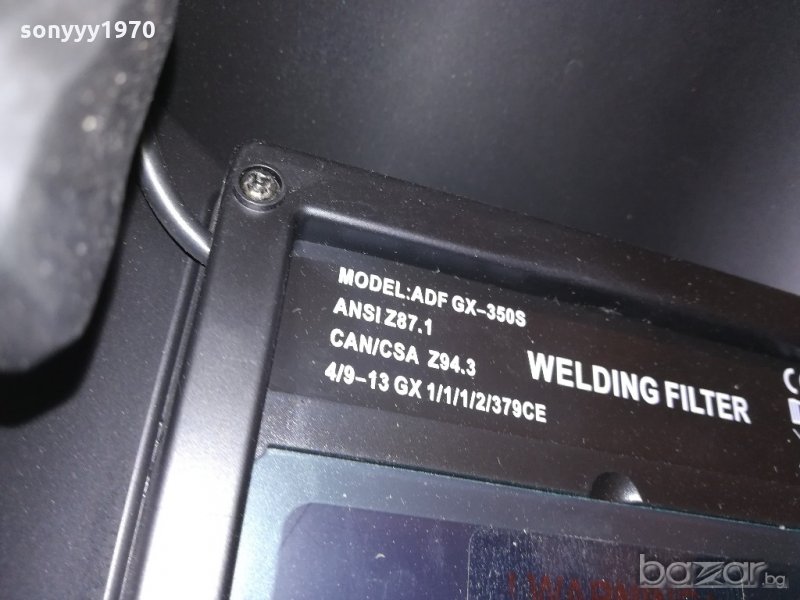 sonyyy1970
MODEL:ADF GX-350S
ANSI Z87.1
CAN/CSA Z94.3
4/9-13 GX 1/1/1/2/379CE
WELDING FILTER
bazar.bg